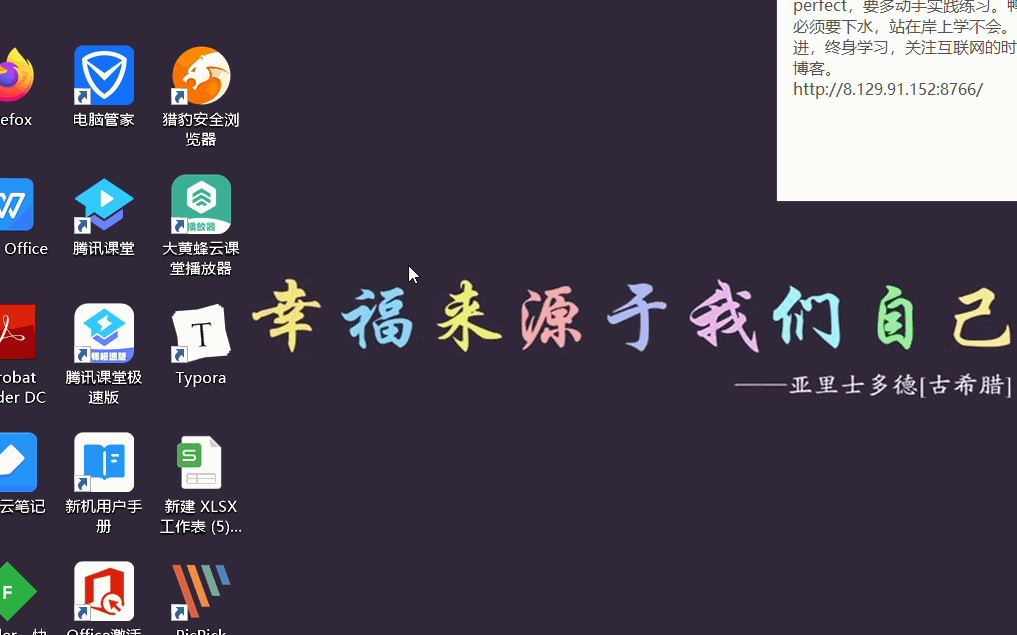 perfect，要多动手实践练习。鸭
必须要下水，站在岸上学不会。
进，终身学习，关注互联网的时
博客。
http://8.129.91.152:8766/
efox
电脑管家
猎豹安全浏
览器
Office
腾讯课堂
播放器
大黄蜂云课
堂播放器
幸福来源于我们自己
——亚里士多德[古希腊]
robat
der DC
师极速版
腾讯课堂极
速版
T
Typora
云笔记
新机用户手
册
S
新建 XLSX
工作表 (5)...
F
Office激活
PicPick